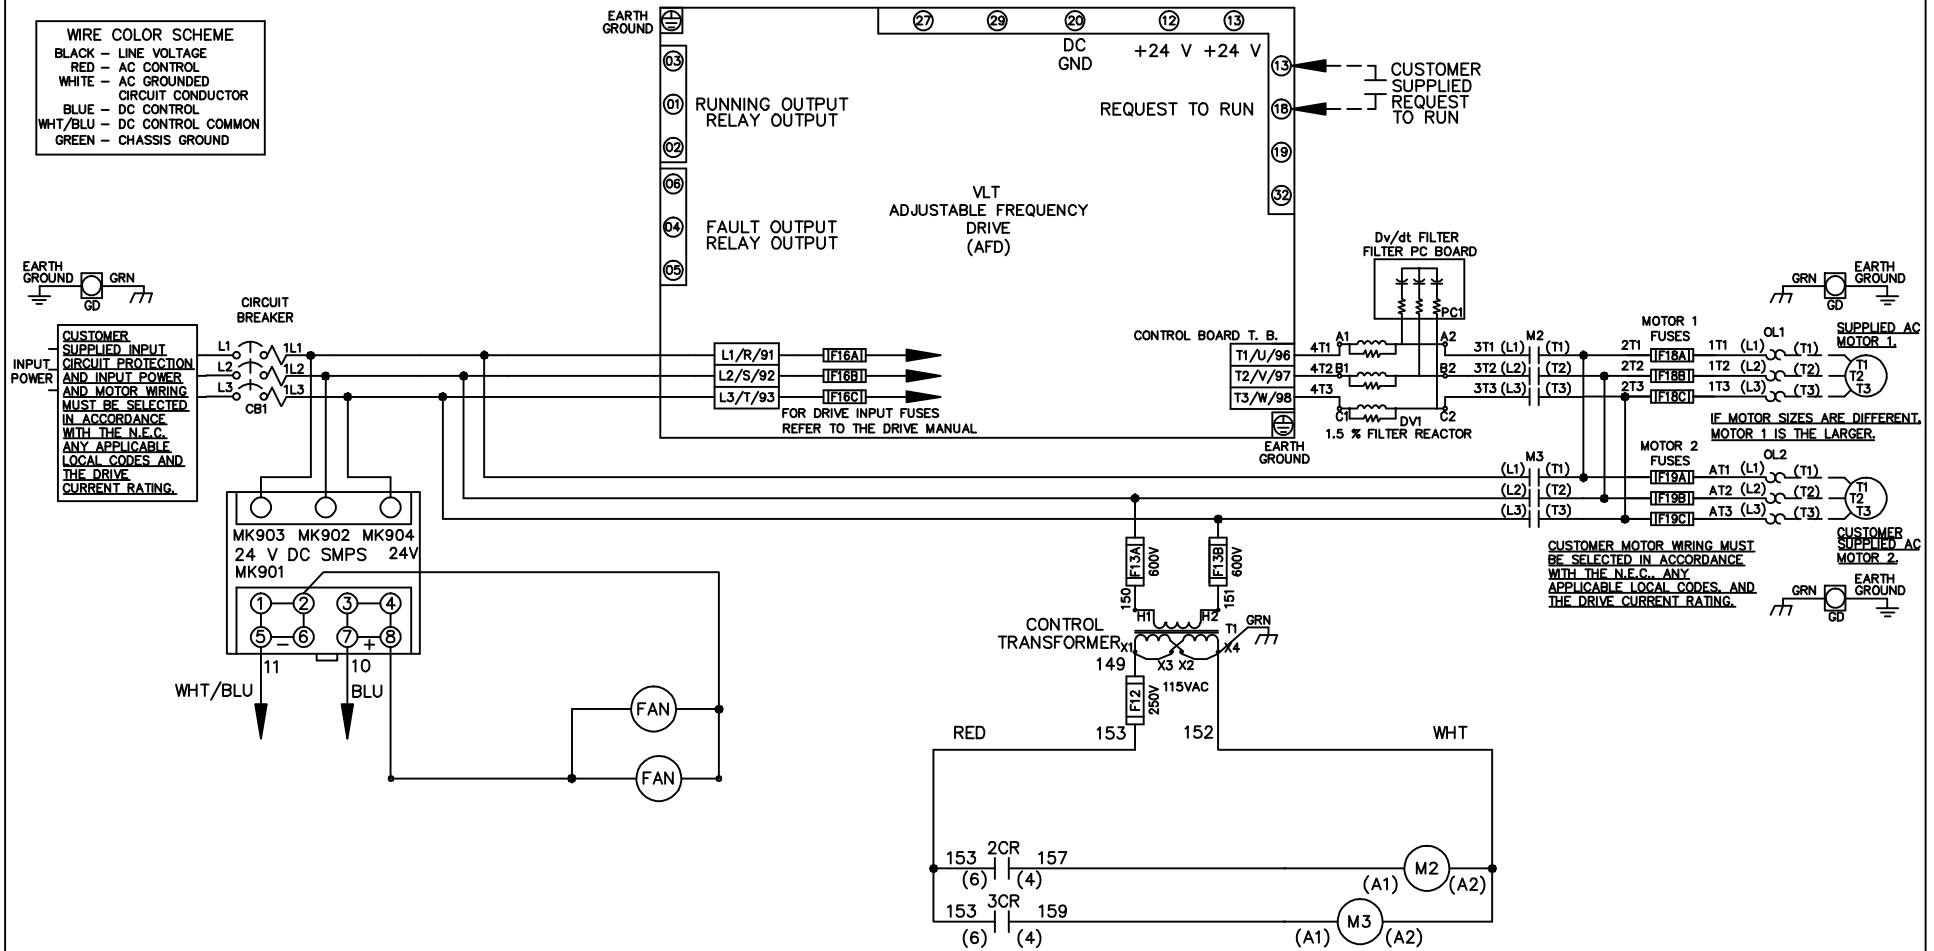 WIRE COLOR SCHEME
BLACK – LINE VOLTAGE
RED – AC CONTROL
WHITE – AC GROUNDED
CIRCUIT CONDUCTOR
BLUE – DC CONTROL
WHT/BLU – DC CONTROL COMMON
GREEN – CHASSIS GROUND
EARTH
GROUND
27 29 20 12 13
DC
GND
+24 V +24 V
03
01
02
RUNNING OUTPUT
RELAY OUTPUT
06
04
05
FAULT OUTPUT
RELAY OUTPUT
VLT
ADJUSTABLE FREQUENCY
DRIVE
(AFD)
13
REQUEST TO RUN 18
19
32
CUSTOMER
SUPPLIED
REQUEST
TO RUN
EARTH
GROUND
GRN
GD
INPUT
POWER
CUSTOMER
SUPPLIED INPUT
CIRCUIT PROTECTION
AND INPUT POWER
AND MOTOR WIRING
MUST BE SELECTED
IN ACCORDANCE
WITH THE N.E.C.
ANY APPLICABLE
LOCAL CODES AND
THE DRIVE
CURRENT RATING.
CIRCUIT
BREAKER
L1 1L1
L2 1L2
L3 1L3
CB1
L1/R/91 F16A
L2/S/92 F16B
L3/T/93 F16C
FOR DRIVE INPUT FUSES
REFER TO THE DRIVE MANUAL
CONTROL BOARD T. B.
T1/U/96
T2/V/97
T3/W/98
EARTH
GROUND
Dv/dt FILTER
FILTER PC BOARD
PC1
4T1 A1 A2
4T2 B1 B2
4T3 C1 C2
DV1
1.5 % FILTER REACTOR
M2
3T1 (L1) (T1)
3T2 (L2) (T2)
3T3 (L3) (T3)
MOTOR 1
FUSES
2T1 F18A 1T1 (L1) (T1)
2T2 F18B 1T2 (L2) (T2)
2T3 F18C 1T3 (L3) (T3)
OL1
GRN
GD
EARTH
GROUND
SUPPLIED AC
MOTOR 1.
T1
T2
T3
IF MOTOR SIZES ARE DIFFERENT,
MOTOR 1 IS THE LARGER.
M3
(L1) (T1)
(L2) (T2)
(L3) (T3)
MOTOR 2
FUSES
OL2
F19A AT1 (L1) (T1)
F19B AT2 (L2) (T2)
F19C AT3 (L3) (T3)
T1
T2
T3
CUSTOMER
SUPPLIED AC
MOTOR 2.
CUSTOMER MOTOR WIRING MUST
BE SELECTED IN ACCORDANCE
WITH THE N.E.C., ANY
APPLICABLE LOCAL CODES, AND
THE DRIVE CURRENT RATING.
GRN
GD
EARTH
GROUND
MK903 MK902 MK904
24 V DC SMPS 24V
MK901
1 2 3 4
5 – 6 7 + 8
11 10
WHT/BLU BLU
FAN
FAN
F13A 600V
F13B 600V
150 151
H1 H2
CONTROL
TRANSFORMER
T1 GRN
X1 X3 X2 X4
149
115VAC
F12 250V
153 152
RED WHT
153 2CR 157
(6) (4)
M2
(A1) (A2)
153 3CR 159
(6) (4)
M3
(A1) (A2)